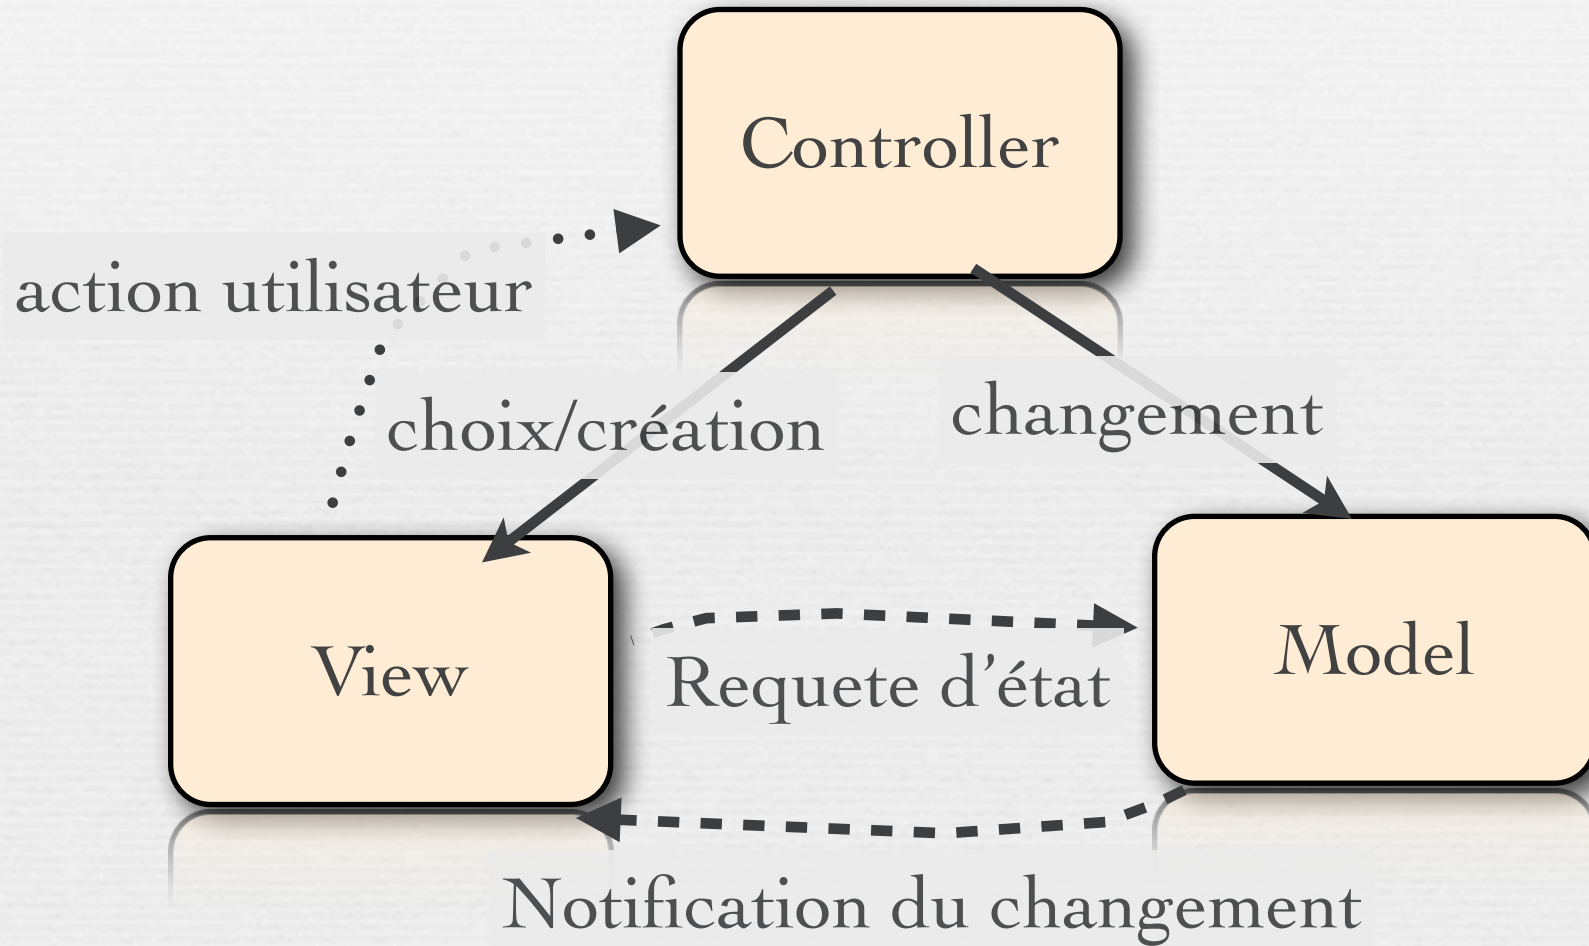 Controller
action utilisateur
choix/création
changement
View
Requete d’état
Model
Notification du changement